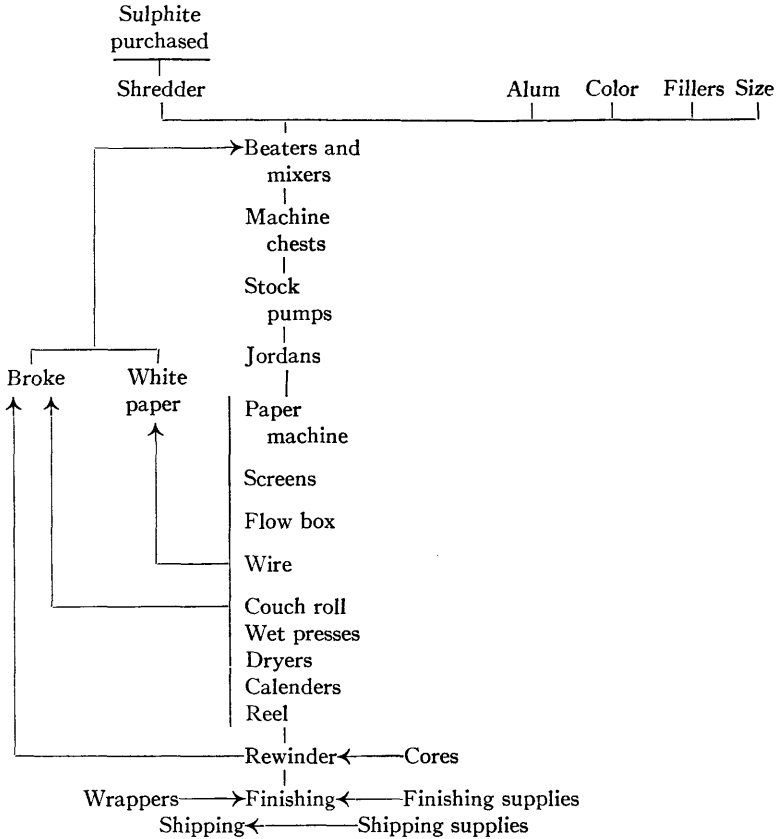 Sulphite
purchased
Shredder
Alum Color Fillers Size
Beaters and
mixers
Machine
chests
Stock
pumps
Jordans
Broke
White
paper
Paper
machine
Screens
Flow box
Wire
Couch roll
Wet presses
Dryers
Calenders
Reel
Rewinder Cores
Wrappers Finishing Finishing supplies
Shipping Shipping supplies